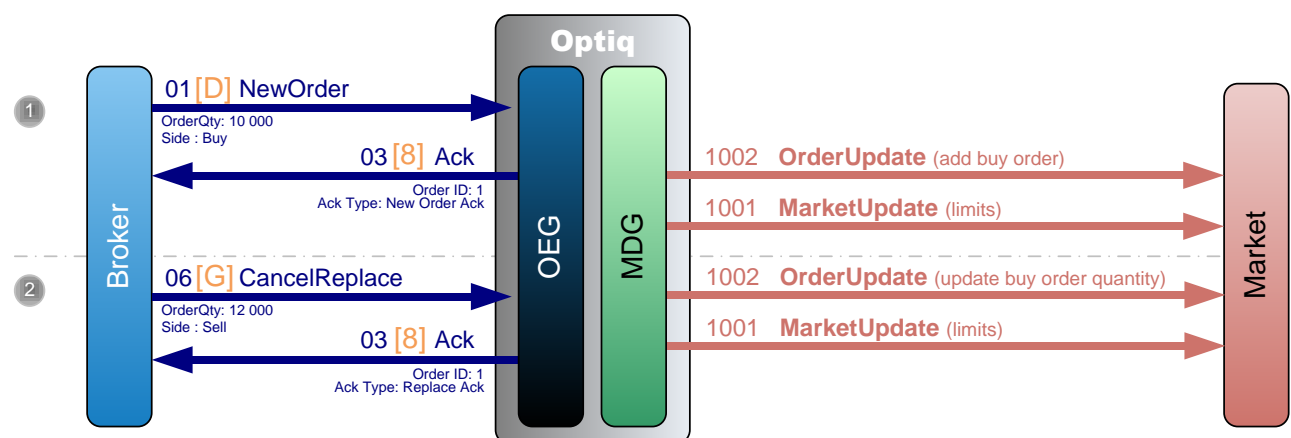 Optiq
1
Broker
01 [D] NewOrder
OrderQty: 10 000
Side : Buy
03 [8] Ack
Order ID: 1
Ack Type: New Order Ack
OEG
MDG
1002 OrderUpdate (add buy order)
1001 MarketUpdate (limits)
Market
2
06 [G] CancelReplace
OrderQty: 12 000
Side : Sell
03 [8] Ack
Order ID: 1
Ack Type: Replace Ack
1002 OrderUpdate (update buy order quantity)
1001 MarketUpdate (limits)